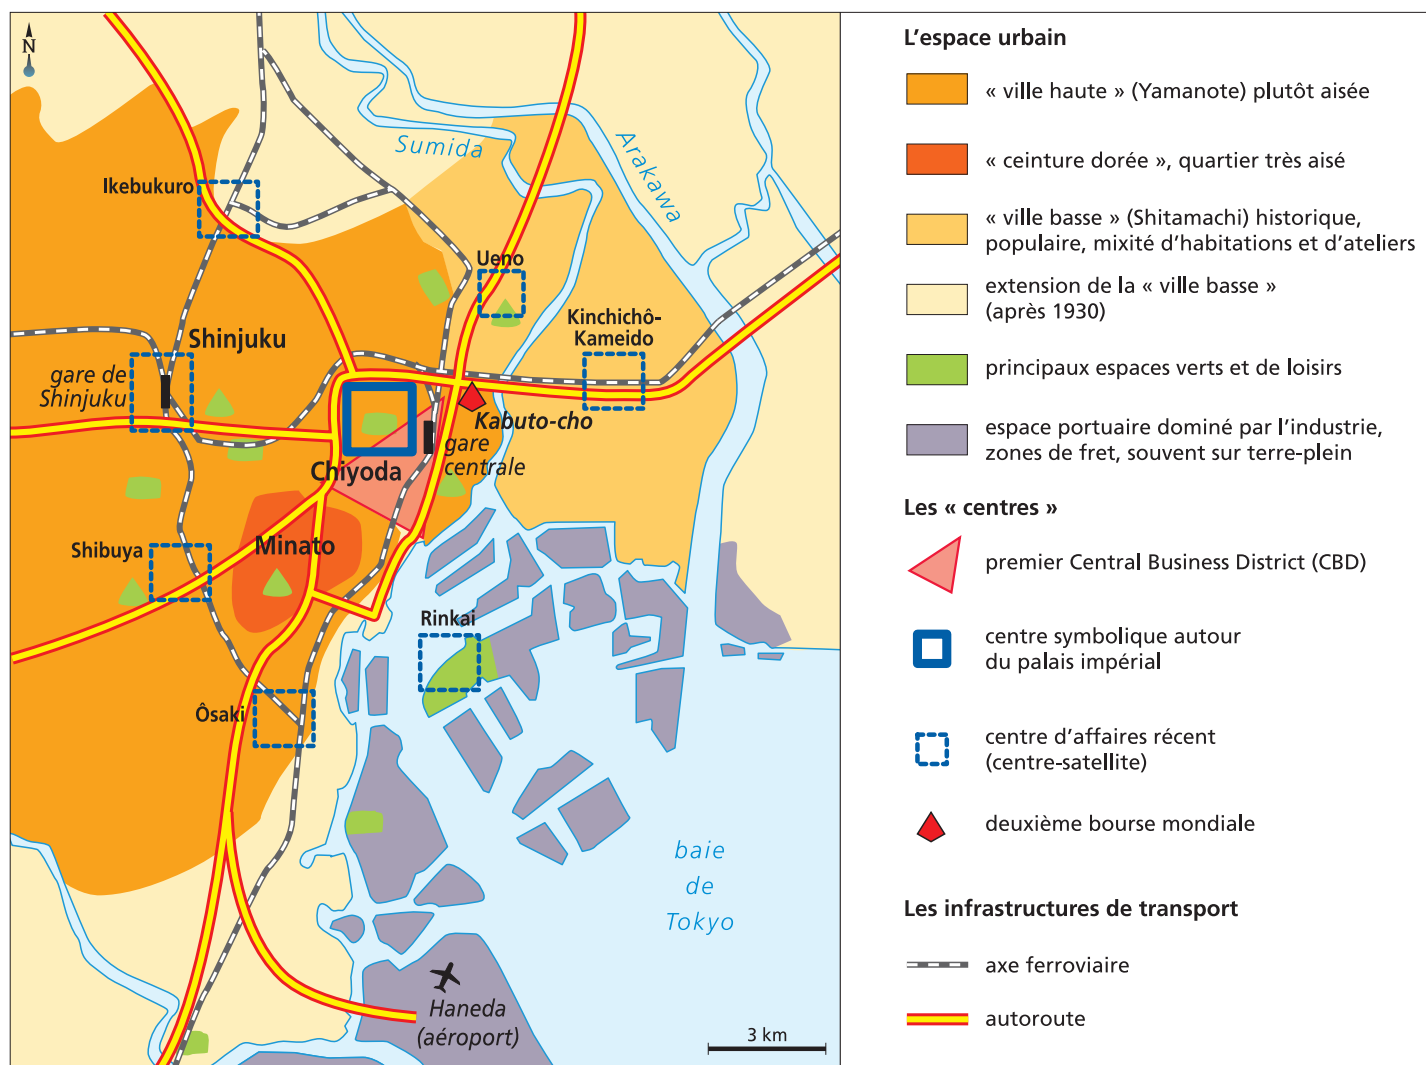 N
Sumida
Arakawa
Ikebukuro
Ueno
Kinchichô-
Kameido
Shinjuku
gare de
Shinjuku
Kabuto-cho
gare
centrale
Chiyoda
Minato
Shibuya
Rinkai
Ôsaki
baie
de
Tokyo
Haneda
(aéroport)
3 km
L'espace urbain
« ville haute » (Yamanote) plutôt aisée
« ceinture dorée », quartier très aisé
« ville basse » (Shitamachi) historique,
populaire, mixité d'habitations et d'ateliers
extension de la « ville basse »
(après 1930)
principaux espaces verts et de loisirs
espace portuaire dominé par l'industrie,
zones de fret, souvent sur terre-plein
Les « centres »
premier Central Business District (CBD)
centre symbolique autour
du palais impérial
centre d'affaires récent
(centre-satellite)
deuxième bourse mondiale
Les infrastructures de transport
axe ferroviaire
autoroute